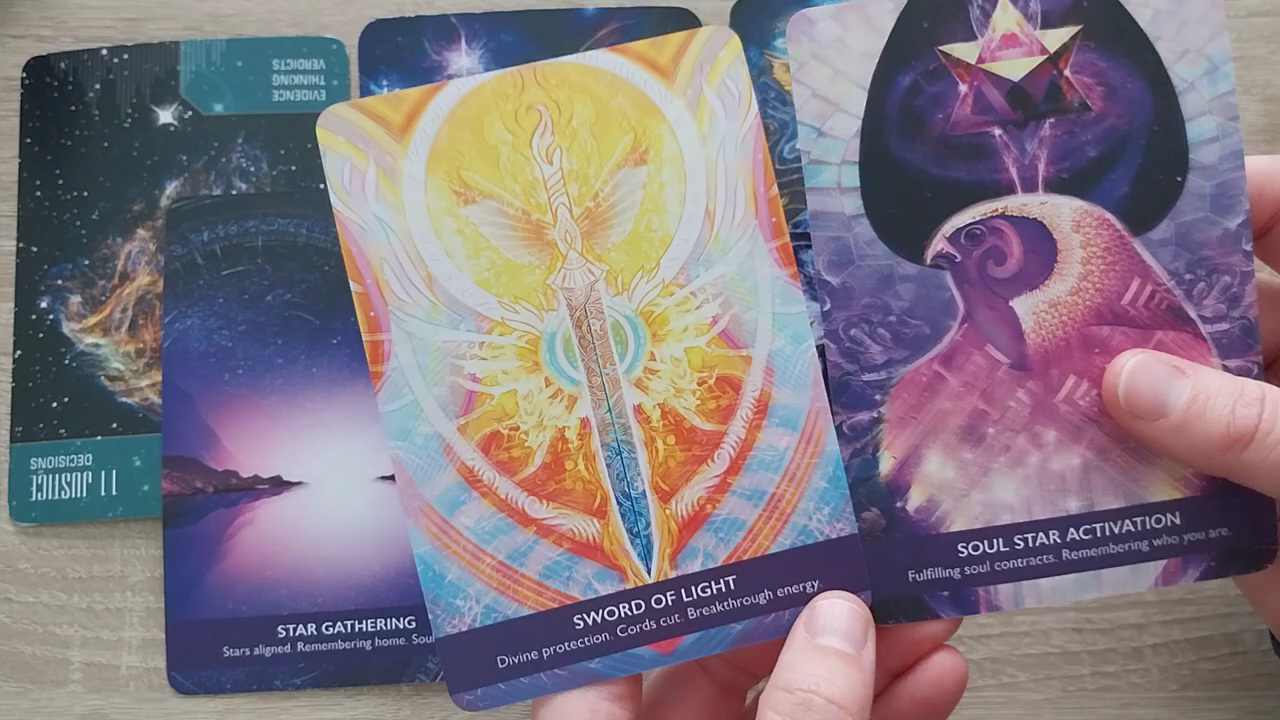 EVIDENCE
THINKING
VERDICTS
11 JUSTICE
DECISIONS
STAR GATHERING
Stars aligned. Remembering home. Soul
SWORD OF LIGHT
Divine protection. Cords cut. Breakthrough energy.
SOUL STAR ACTIVATION
Fulfilling soul contracts. Remembering who you are.